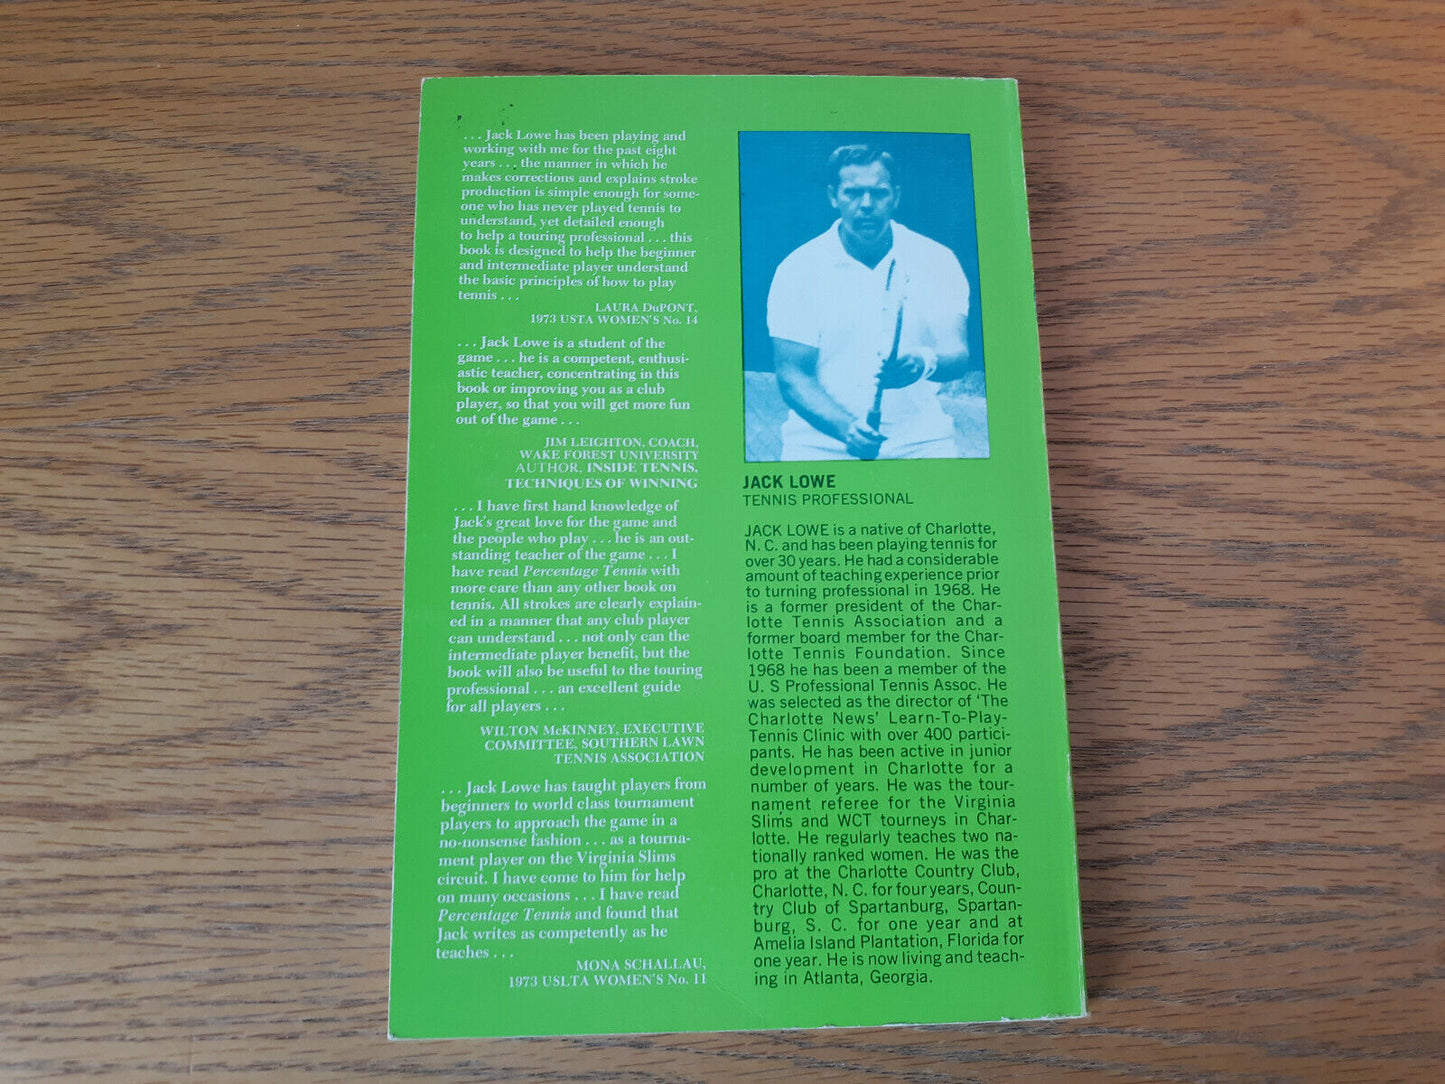 . . . Jack Lowe has been playing and
working with me for the past eight
years . . . the manner in which he
makes corrections and explains stroke
production is simple enough for some-
one who has never played tennis to
understand, yet detailed enough
to help a touring professional . . . this
book is designed to help the beginner
and intermediate player understand
the basic principles of how to play
tennis . . .
LAURA DuPONT,
1973 USTA WOMEN'S No. 14
. . . Jack Lowe is a student of the
game . . . he is a competent, enthusi-
astic teacher, concentrating in this
book or improving you as a club
player, so that you will get more fun
out of the game . . .
JIM LEIGHTON, COACH,
WAKE FOREST UNIVERSITY
AUTHOR, INSIDE TENNIS,
TECHNIQUES OF WINNING
. . . I have first hand knowledge of
Jack's great love for the game and
the people who play . . . he is an out-
standing teacher of the game . . . I
have read Percentage Tennis with
more care than any other book on
tennis. All strokes are clearly explain-
ed in a manner that any club player
can understand . . . not only can the
intermediate player benefit, but the
book will also be useful to the touring
professional . . . an excellent guide
for all players . . .
WILTON McKINNEY, EXECUTIVE
COMMITTEE, SOUTHERN LAWN
TENNIS ASSOCIATION
. . . Jack Lowe has taught players from
beginners to world class tournament
players to approach the game in a
no-nonsense fashion . . . as a tourna-
ment player on the Virginia Slims
circuit. I have come to him for help
on many occasions . . . I have read
Percentage Tennis and found that
Jack writes as competently as he
teaches . . .
MONA SCHALLAU,
1973 USLTA WOMEN'S No. 11
JACK LOWE
TENNIS PROFESSIONAL
JACK LOWE is a native of Charlotte,
N. C. and has been playing tennis for
over 30 years. He had a considerable
amount of teaching experience prior
to turning professional in 1968. He
is a former president of the Char-
lotte Tennis Association and a
former board member for the Char-
lotte Tennis Foundation. Since
1968 he has been a member of the
U. S Professional Tennis Assoc. He
was selected as the director of 'The
Charlotte News' Learn-To-Play-
Tennis Clinic with over 400 partici-
pants. He has been active in junior
development in Charlotte for a
number of years. He was the tour-
nament referee for the Virginia
Slims and WCT tourneys in Char-
lotte. He regularly teaches two na-
tionally ranked women. He was the
pro at the Charlotte Country Club,
Charlotte, N. C. for four years, Coun-
try Club of Spartanburg, Spartan-
burg, S. C. for one year and at
Amelia Island Plantation, Florida for
one year. He is now living and teach-
ing in Atlanta, Georgia.